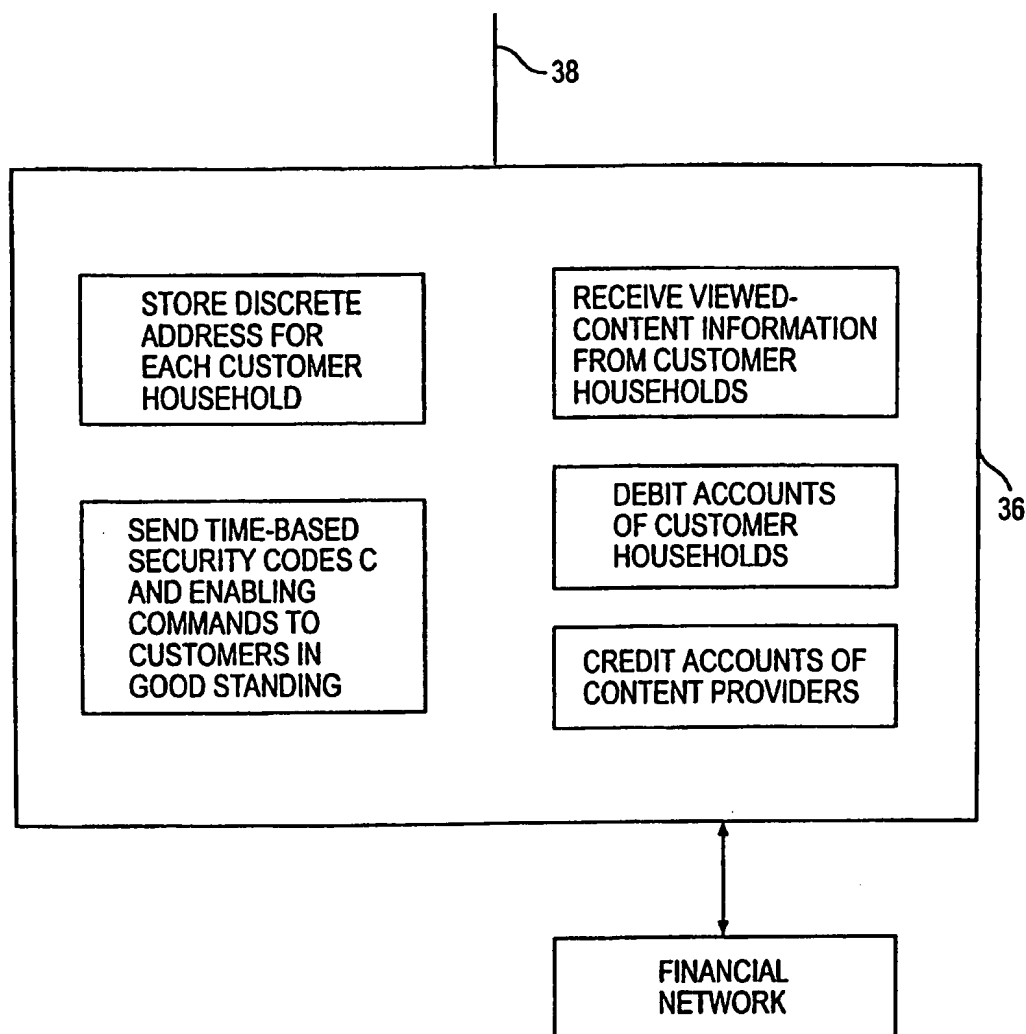 38
STORE DISCRETE
ADDRESS FOR
EACH CUSTOMER
HOUSEHOLD
SEND TIME-BASED
SECURITY CODES C
AND ENABLING
COMMANDS TO
CUSTOMERS IN
GOOD STANDING
RECEIVE VIEWED-
CONTENT INFORMATION
FROM CUSTOMER
HOUSEHOLDS
DEBIT ACCOUNTS
OF CUSTOMER
HOUSEHOLDS
CREDIT ACCOUNTS OF
CONTENT PROVIDERS
36
FINANCIAL
NETWORK